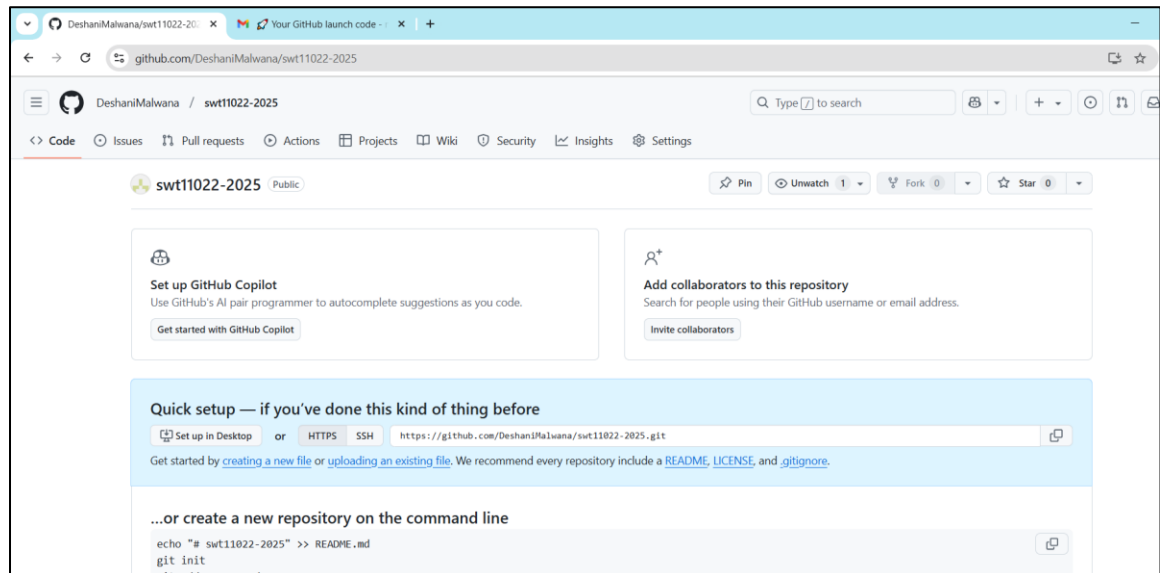 DeshaniMalwana/swt11022-20
Your GitHub launch code -
github.com/DeshaniMalwana/swt11022-2025
DeshaniMalwana / swt11022-2025
Type / to search
Code Issues Pull requests Actions Projects Wiki Security Insights Settings
swt11022-2025 Public
Pin Unwatch 1 Fork 0 Star 0
Set up GitHub Copilot
Use GitHub's AI pair programmer to autocomplete suggestions as you code.
Get started with GitHub Copilot
Add collaborators to this repository
Search for people using their GitHub username or email address.
Invite collaborators
Quick setup — if you've done this kind of thing before
Set up in Desktop or HTTPS SSH https://github.com/DeshaniMalwana/swt11022-2025.git
Get started by creating a new file or uploading an existing file. We recommend every repository include a README, LICENSE, and .gitignore.
...or create a new repository on the command line
echo "# swt11022-2025" >> README.md
git init